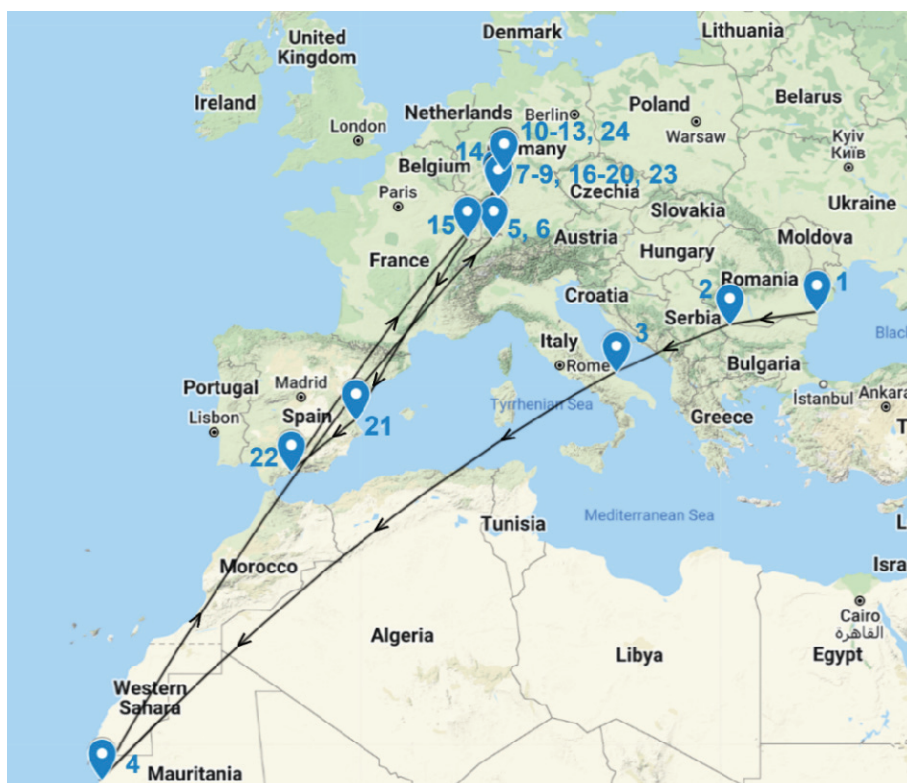 Denmark
Lithuania
United
Kingdom
Ireland
Netherlands
Berlin
Poland
Belarus
London
Warsaw
10-13, 24
14
many
Belgium
Kyiv
Київ
7-9, 16-20, 23
Czechia
Paris
Ukraine
Slovakia
15
5, 6
Austria
Moldova
France
Hungary
Romania
1
2
Croatia
Serbia
3
Italy
Rome
Bulgaria
Black
Portugal
Madrid
İstanbul
Ankara
Lisbon
Spain
Tyrrhenian Sea
Greece
T
21
22
Tunisia
Mediterranean Sea
L
Morocco
Israe
Cairo
القاهرة
Algeria
Libya
Egypt
Western
Sahara
4
Mauritania